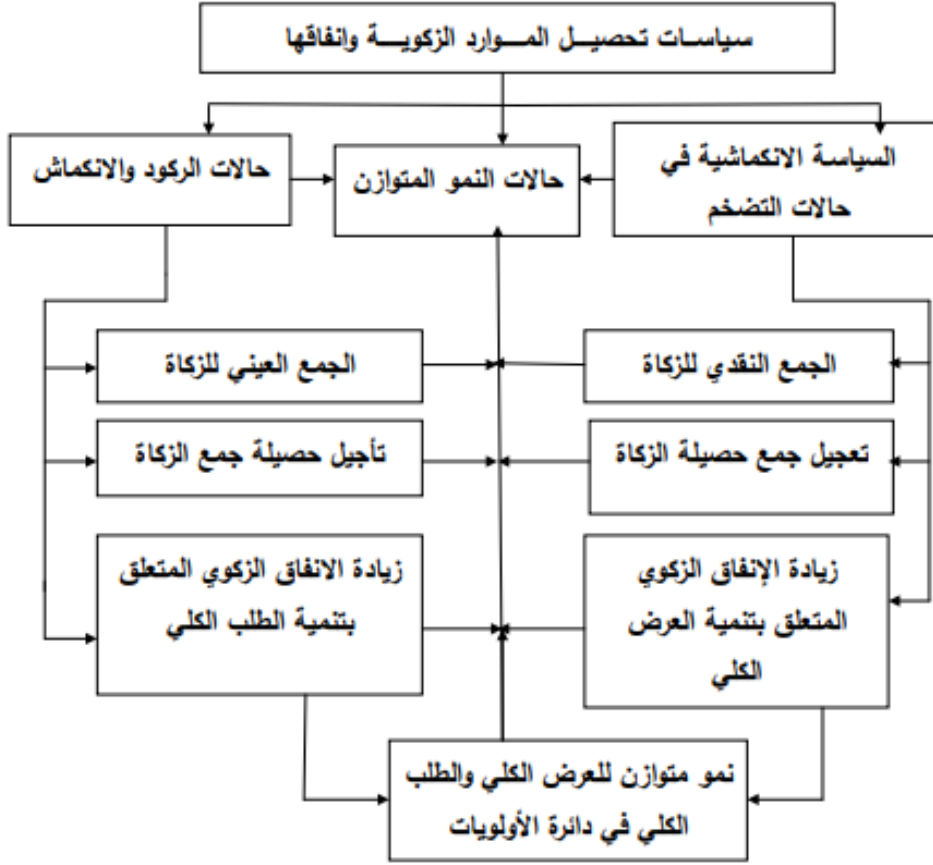 سياسات تحصيل الموارد الزكوية وانفاقها
السياسة الانكماشية في
حالات التضخم
حالات النمو المتوازن
حالات الركود والانكماش
الجمع النقدي للزكاة
الجمع العيني للزكاة
تعجيل جمع حصيلة الزكاة
تأجيل حصيلة جمع الزكاة
زيادة الإنفاق الزكوي
المتعلق بتنمية العرض
الكلي
زيادة الانفاق الزكوي المتعلق
بتنمية الطلب الكلي
نمو متوازن للعرض الكلي والطلب
الكلي في دائرة الأولويات